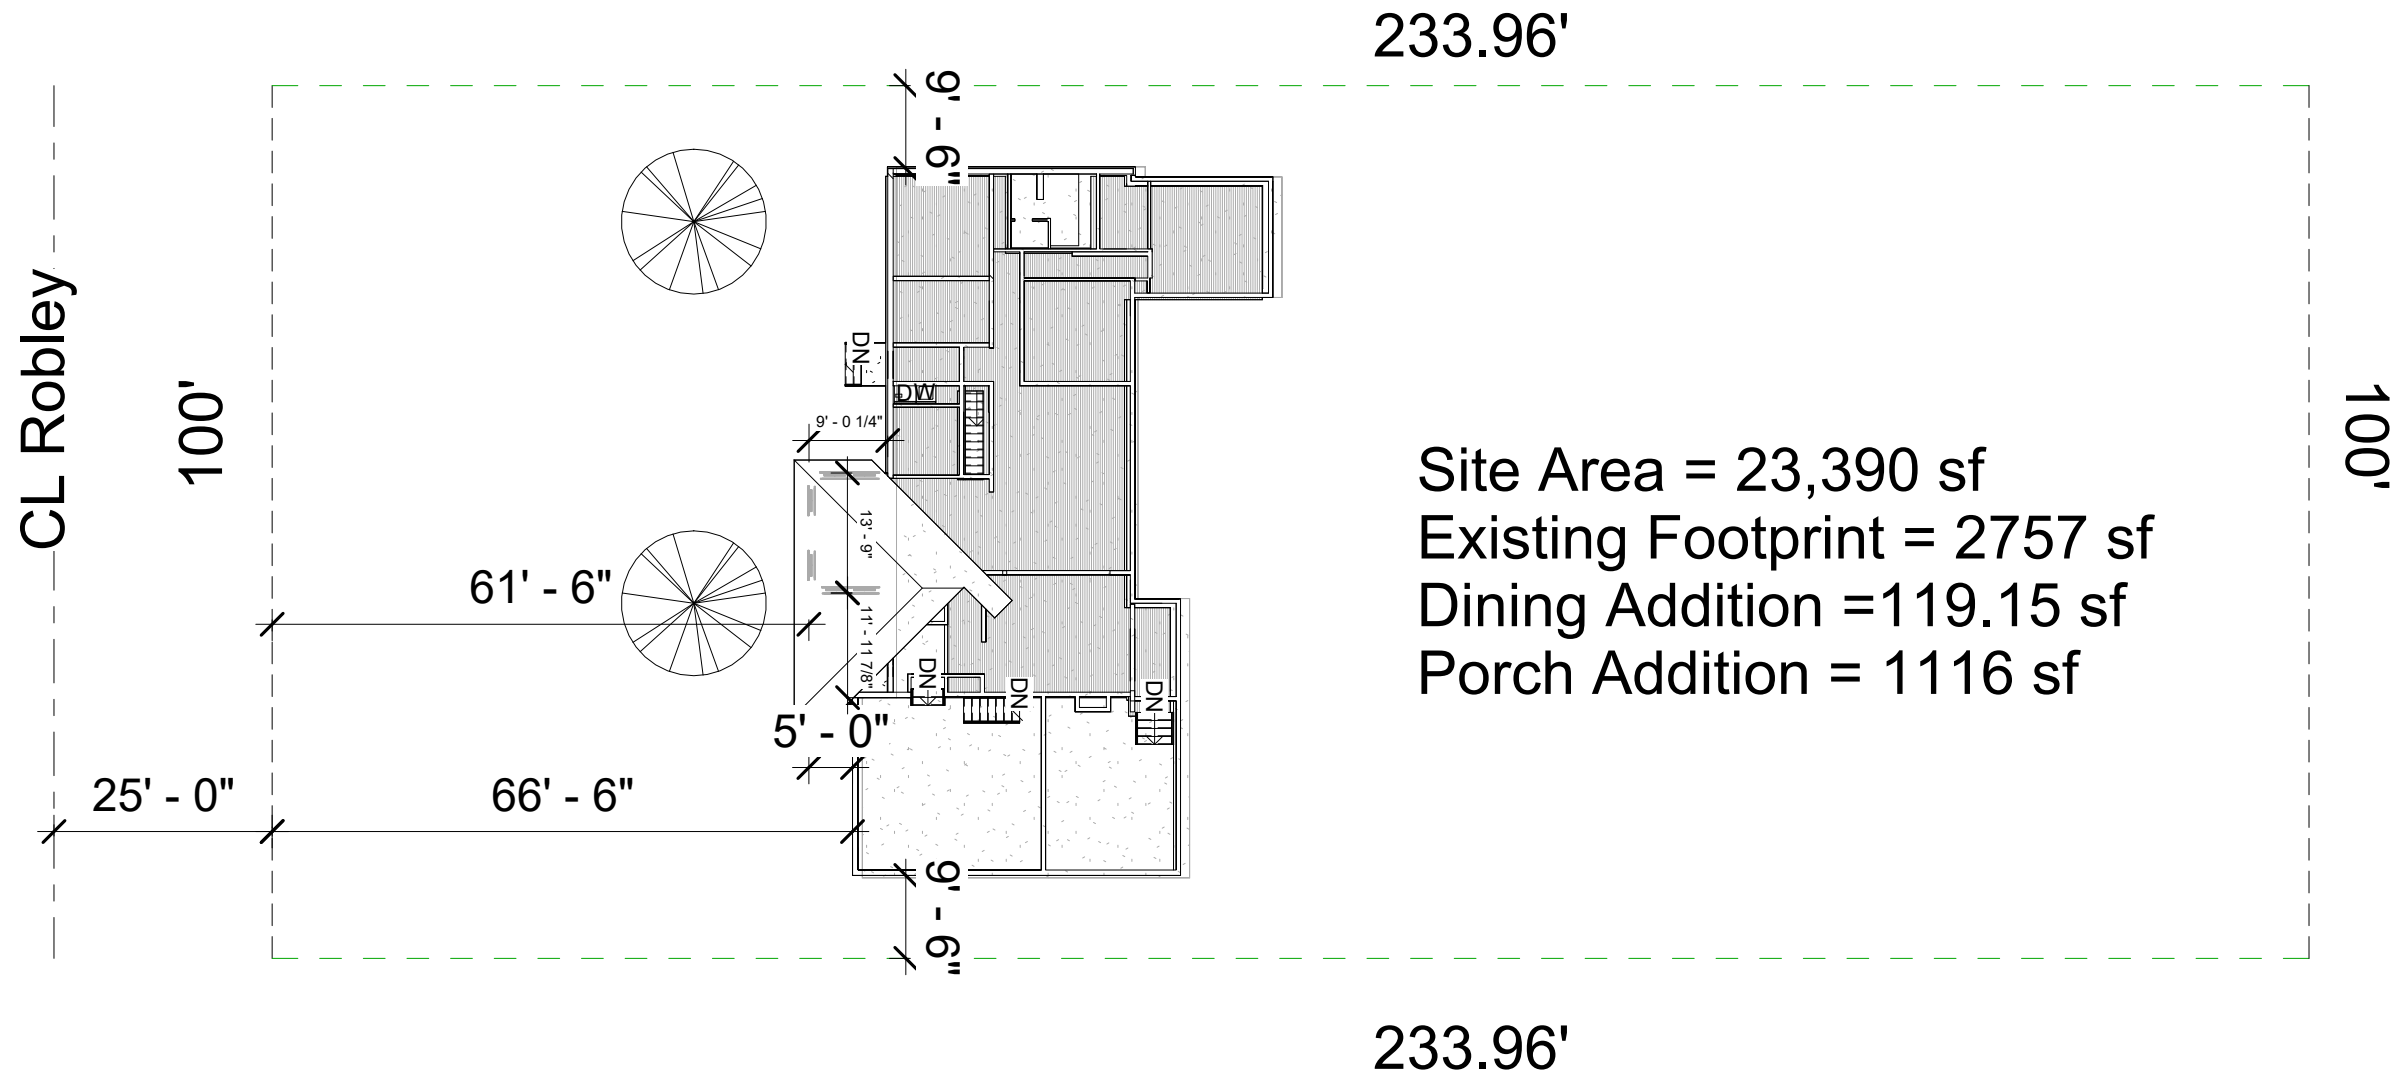 233.96'
9' - 6"
CL Robley
100'
DN
DW
9' - 0 1/4"
100'
Site Area = 23,390 sf
Existing Footprint = 2757 sf
Dining Addition =119.15 sf
Porch Addition = 1116 sf
13' - 9"
61' - 6"
11' - 11 7/8"
DN
DN
DN
5' - 0"
25' - 0"
66' - 6"
9' - 6"
233.96'